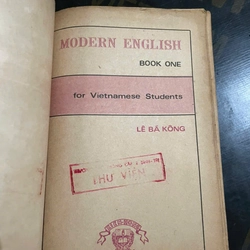 MODERN ENGLISH
BOOK ONE
for Vietnamese Students
LÊ BÁ KÔNG
THƯ VIỆN